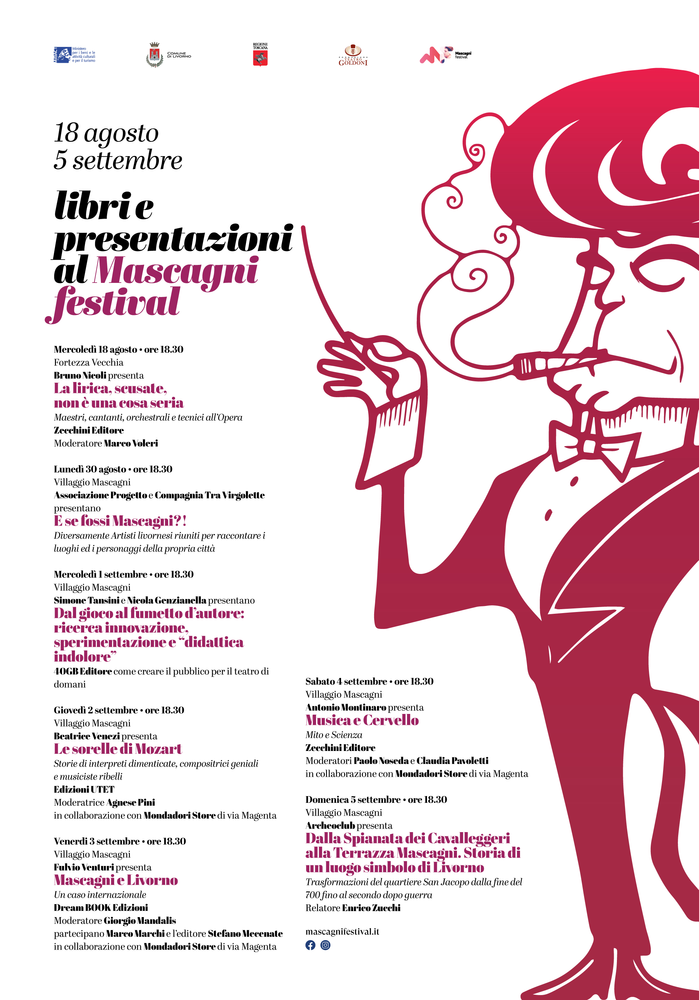 MiBACT
Ministero
per i beni e le
attività culturali
e per il turismo
COMUNE
DI LIVORNO
REGIONE
TOSCANA
FONDAZIONE
TEATRO
GOLDONI
Mascagni
festival
18 agosto
5 settembre
libri e
presentazioni
al Mascagni
festival
Mercoledì 18 agosto • ore 18.30
Fortezza Vecchia
Bruno Nicoli presenta
La lirica, scusate,
non è una cosa seria
Maestri, cantanti, orchestrali e tecnici all’Opera
Zecchini Editore
Moderatore Marco Voleri
Lunedì 30 agosto • ore 18.30
Villaggio Mascagni
Associazione Progetto e Compagnia Tra Virgolette
presentano
E se fossi Mascagni?!
Diversamente Artisti livornesi riuniti per raccontare i
luoghi ed i personaggi della propria città
Mercoledì 1 settembre • ore 18.30
Villaggio Mascagni
Simone Tansini e Nicola Genzianella presentano
Dal gioco al fumetto d’autore:
ricerca innovazione,
sperimentazione e “didattica
indolore”
40GB Editore come creare il pubblico per il teatro di
domani
Giovedì 2 settembre • ore 18.30
Villaggio Mascagni
Beatrice Venezi presenta
Le sorelle di Mozart
Storie di interpreti dimenticate, compositrici geniali
e musiciste ribelli
Edizioni UTET
Moderatrice Agnese Pini
in collaborazione con Mondadori Store di via Magenta
Venerdi 3 settembre • ore 18.30
Villaggio Mascagni
Fulvio Venturi presenta
Mascagni e Livorno
Un caso internazionale
Dream BOOK Edizioni
Moderatore Giorgio Mandalis
partecipano Marco Marchi e l’editore Stefano Mecenate
in collaborazione con Mondadori Store di via Magenta
Sabato 4 settembre • ore 18.30
Villaggio Mascagni
Antonio Montinaro presenta
Musica e Cervello
Mito e Scienza
Zecchini Editore
Moderatori Paolo Noseda e Claudia Pavoletti
in collaborazione con Mondadori Store di via Magenta
Domenica 5 settembre • ore 18.30
Villaggio Mascagni
Archeoclub presenta
Dalla Spianata dei Cavalleggeri
alla Terrazza Mascagni. Storia di
un luogo simbolo di Livorno
Trasformazioni del quartiere San Jacopo dalla fine del
700 fino al secondo dopo guerra
Relatore Enrico Zucchi
mascagnifestival.it